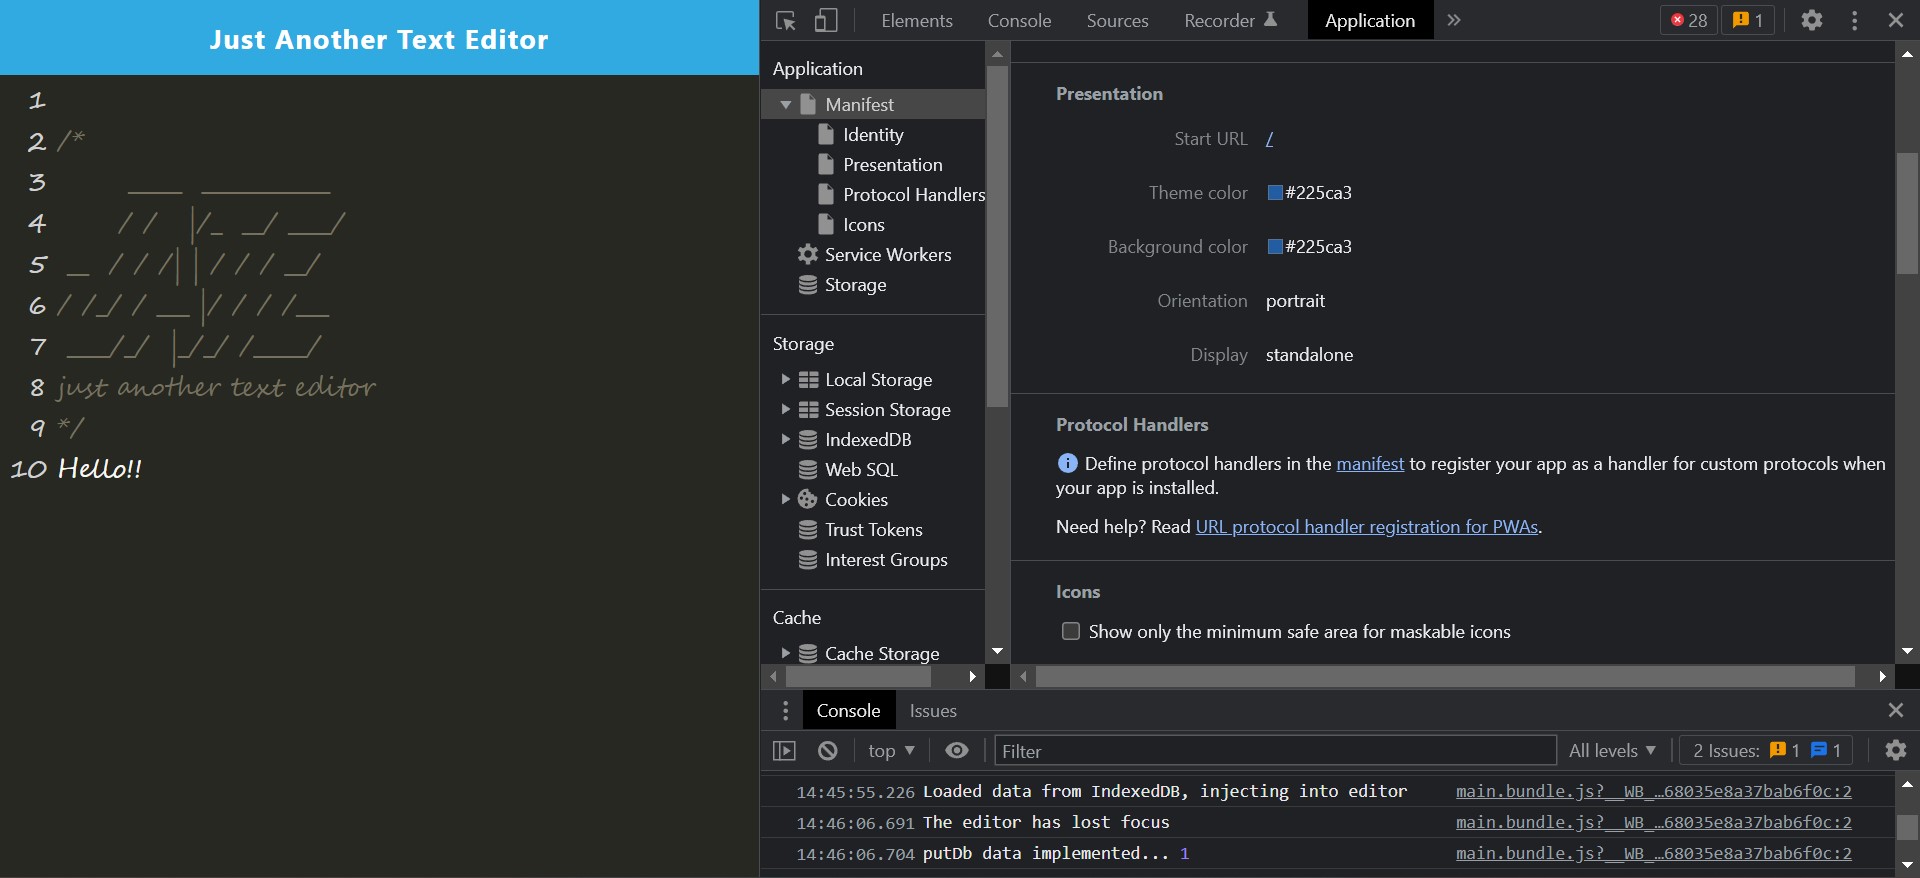 Just Another Text Editor
1
2 /*
3      ____  _________
4     / /   |/_  __/ ___/
5 __  / / /| | / / / __/
6 / /_/ / ___ |/ / / /___
7 ____/_/  |_/_/ /_____/
8 just another text editor
9 */
10 Hello!!
Elements Console Sources Recorder Application 28 1
Application
Manifest
Identity
Presentation
Protocol Handlers
Icons
Service Workers
Storage
Storage
Local Storage
Session Storage
IndexedDB
Web SQL
Cookies
Trust Tokens
Interest Groups
Cache
Cache Storage
Presentation
Start URL /
Theme color #225ca3
Background color #225ca3
Orientation portrait
Display standalone
Protocol Handlers
Define protocol handlers in the manifest to register your app as a handler for custom protocols when
your app is installed.
Need help? Read URL protocol handler registration for PWAs.
Icons
Show only the minimum safe area for maskable icons
Console Issues
top Filter All levels 2 Issues: 1 1
14:45:55.226 Loaded data from IndexedDB, injecting into editor main.bundle.js?__WB_…68035e8a37bab6f0c:2
14:46:06.691 The editor has lost focus main.bundle.js?__WB_…68035e8a37bab6f0c:2
14:46:06.704 putDb data implemented... 1 main.bundle.js?__WB_…68035e8a37bab6f0c:2